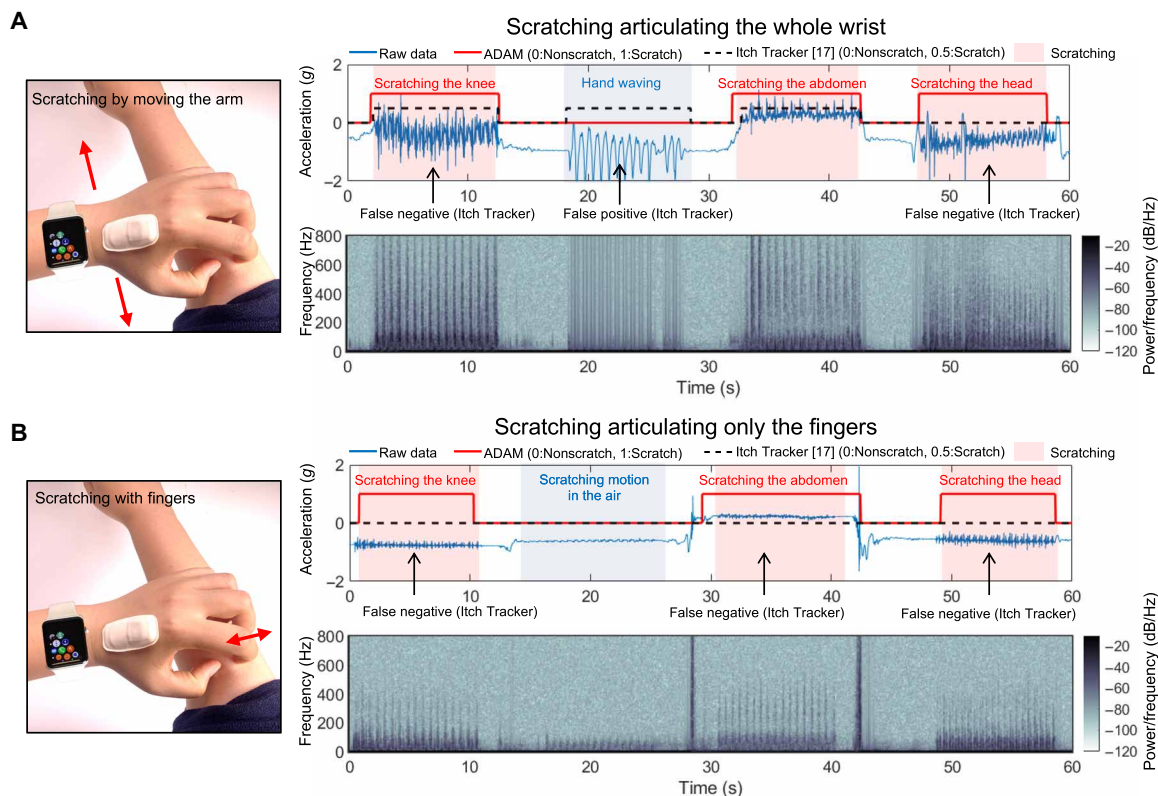 A
Scratching articulating the whole wrist
Raw data
ADAM (0:Nonscratch, 1:Scratch)
Itch Tracker [17] (0:Nonscratch, 0.5:Scratch)
Scratching
Scratching by moving the arm
Acceleration (g)
2
0
−2
Scratching the knee
Hand waving
Scratching the abdomen
Scratching the head
0 10 20 30 40 50 60
False negative (Itch Tracker)
False positive (Itch Tracker)
False negative (Itch Tracker)
Frequency (Hz)
800
600
400
200
0
0 10 20 30 40 50 60
Time (s)
−20
−40
−60
−80
−100
−120
Power/frequency (dB/Hz)
B
Scratching articulating only the fingers
Raw data
ADAM (0:Nonscratch, 1:Scratch)
Itch Tracker [17] (0:Nonscratch, 0.5:Scratch)
Scratching
Scratching with fingers
Acceleration (g)
2
0
−2
Scratching the knee
Scratching motion
in the air
Scratching the abdomen
Scratching the head
0 10 20 30 40 50 60
False negative (Itch Tracker)
False negative (Itch Tracker)
False negative (Itch Tracker)
Frequency (Hz)
800
600
400
200
0
0 10 20 30 40 50 60
Time (s)
−20
−40
−60
−80
−100
−120
Power/frequency (dB/Hz)